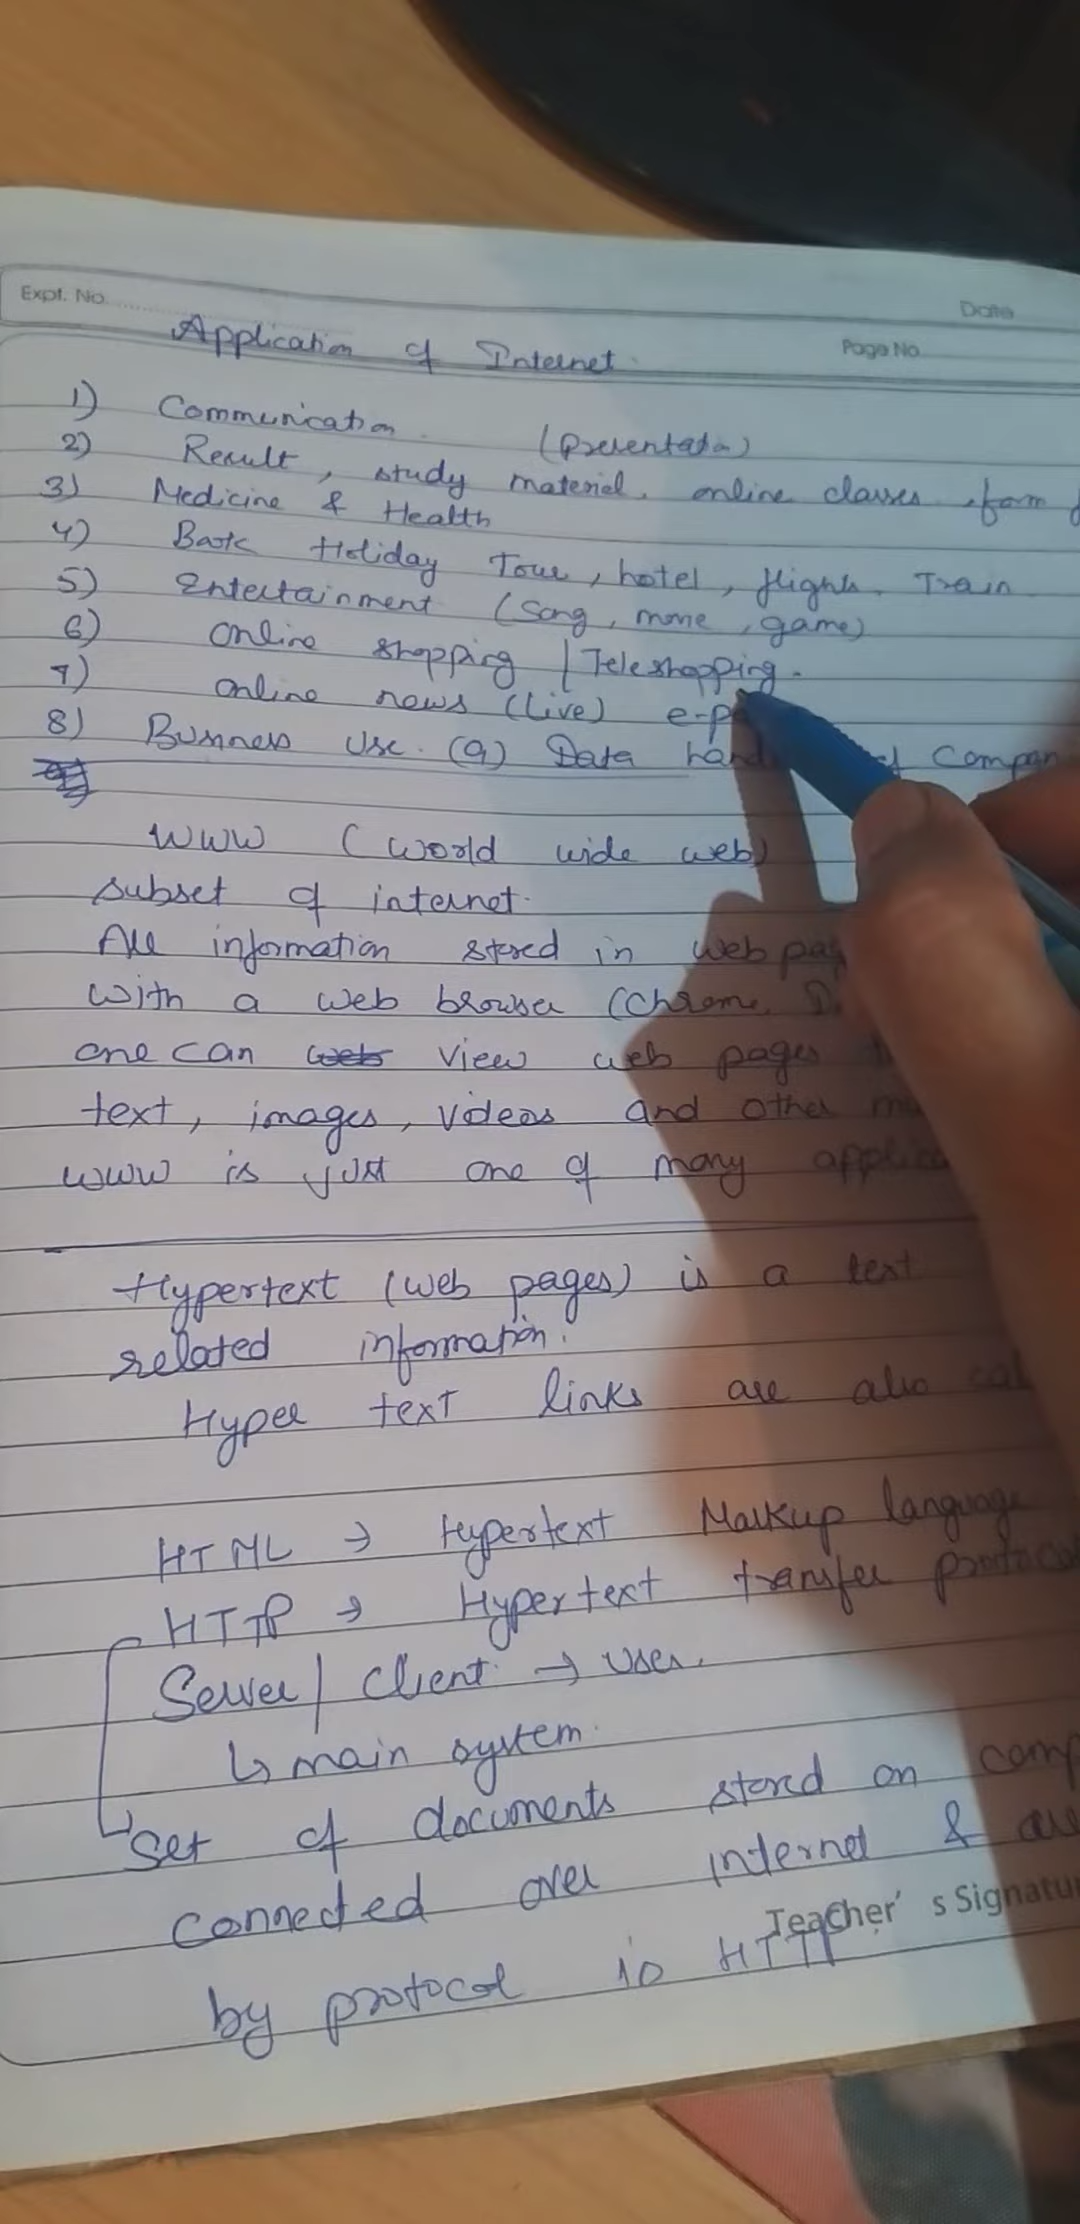 Expt. No.
Date
Page No.
Application of Internet.
1) Communication. (Presentation)
2) Result, study material, online classes, form
3) Medicine & Health
4) Book Holiday Tour, hotel, flights. Train
5) Entertainment (song, movie, game)
6) Online shopping / Teleshopping.
7) Online news (Live)
8) Business Use. (a) Data
WWW (World wide web)
subset of internet.
All information stored in web
with a web browser (Chrome,
one can view web pages
text, images, videos and other
WWW is just one of many
Hypertext (web pages) is a text
related information.
Hyper text links are also
HTML → Hypertext Markup language
HTTP → Hypertext transfer protocol
Server / Client → User.
↳ main system.
Set of documents stored on
connected over internet &
Teacher's
by protocol HTTP